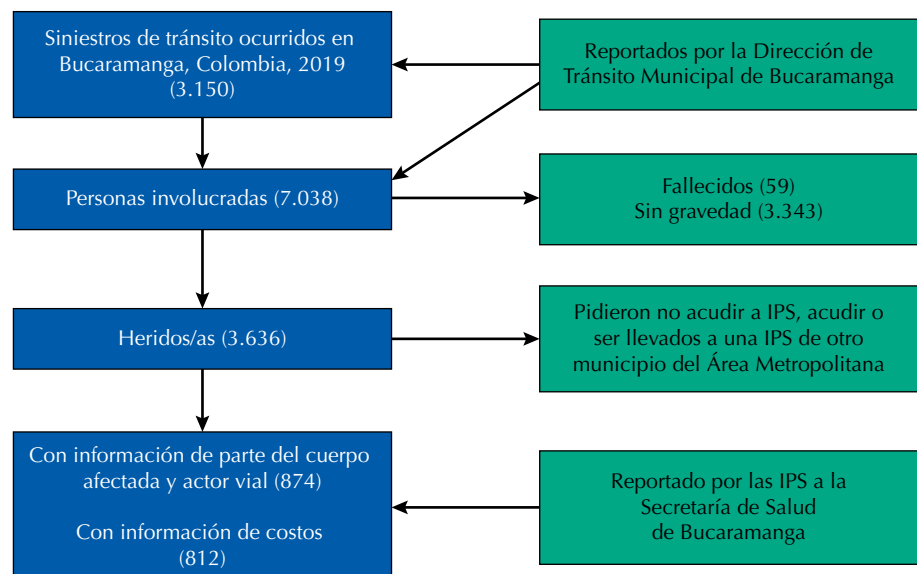 Siniestros de tránsito ocurridos en
Bucaramanga, Colombia, 2019
(3.150)
Reportados por la Dirección de
Tránsito Municipal de Bucaramanga
Personas involucradas (7.038)
Fallecidos (59)
Sin gravedad (3.343)
Heridos/as (3.636)
Pidieron no acudir a IPS, acudir o
ser llevados a una IPS de otro
municipio del Área Metropolitana
Con información de parte del cuerpo
afectada y actor vial (874)
Con información de costos
(812)
Reportado por las IPS a la
Secretaría de Salud
de Bucaramanga